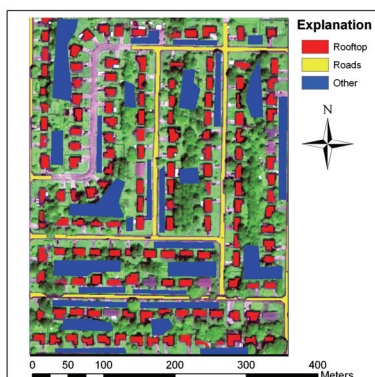 Explanation
Rooftop
Roads
Other
N
0 50 100 200 300 400
Meters